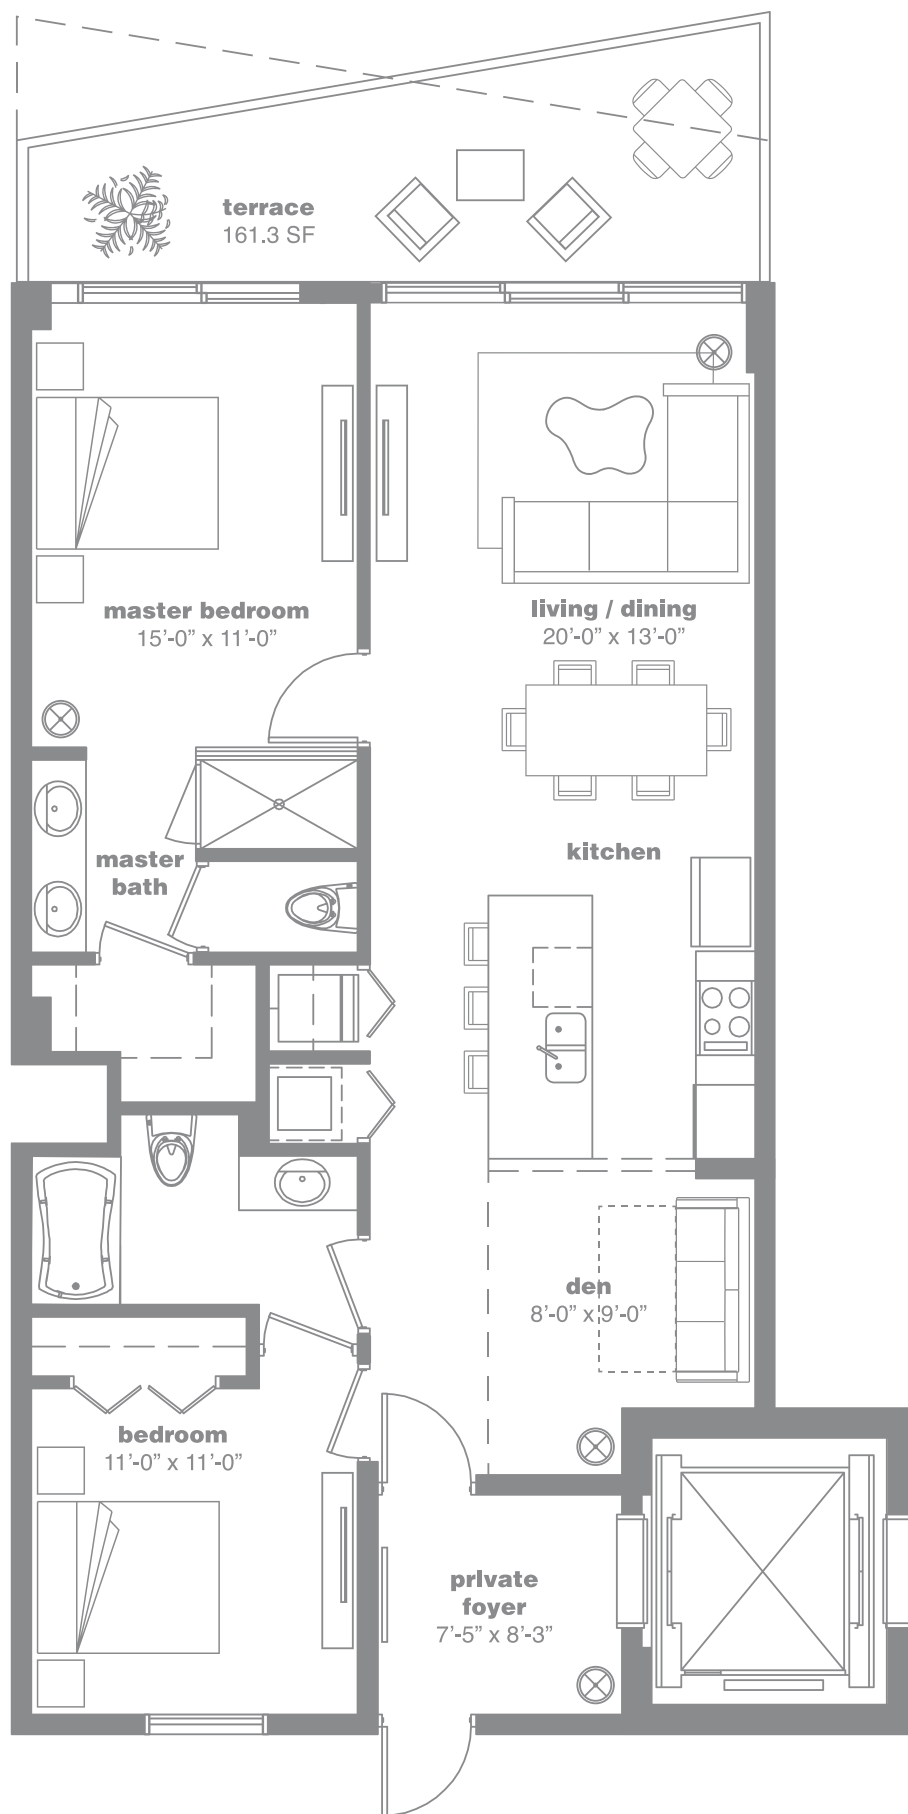 terrace
161.3 SF
master bedroom
15'-0” x 11'-0”
living / dining
20'-0” x 13'-0”
kitchen
master
bath
den
8'-0” x 9'-0”
bedroom
11'-0” x 11'-0”
prIvate
foyer
7'-5” x 8'-3”